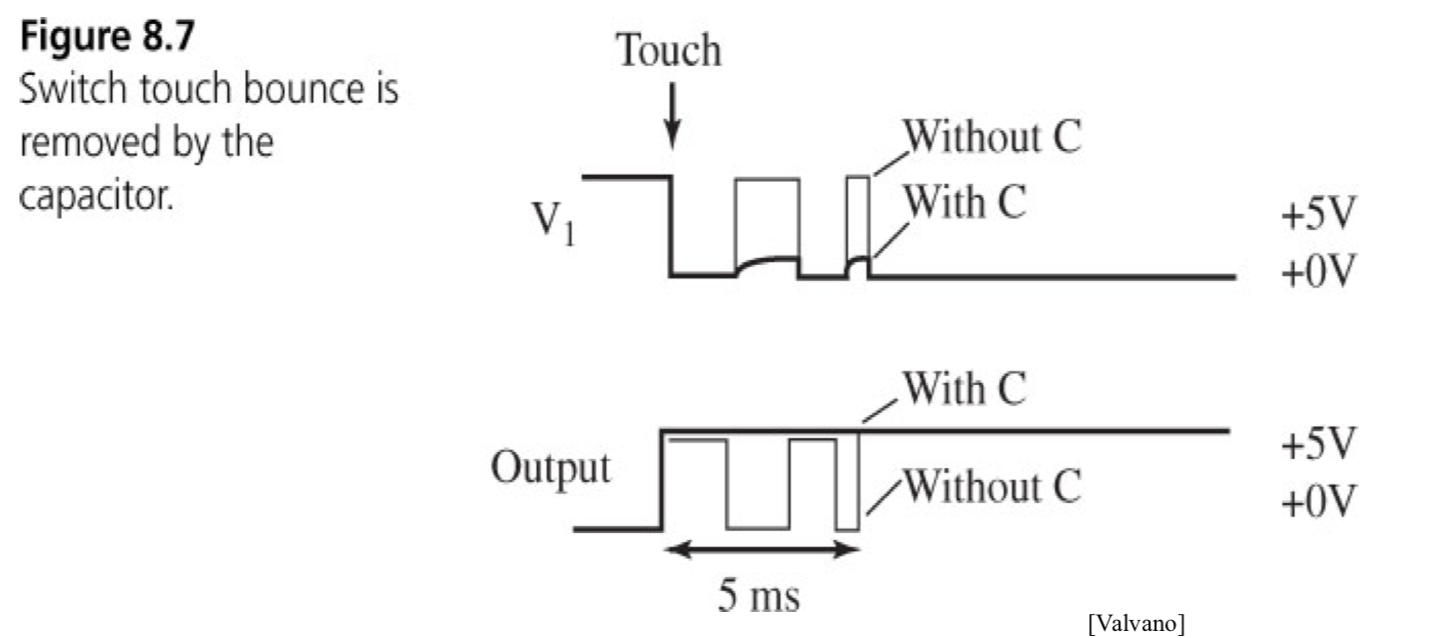 Figure 8.7
Switch touch bounce is
removed by the
capacitor.
Touch
Without C
With C
V1
+5V
+0V
With C
Output
Without C
+5V
+0V
5 ms
[Valvano]